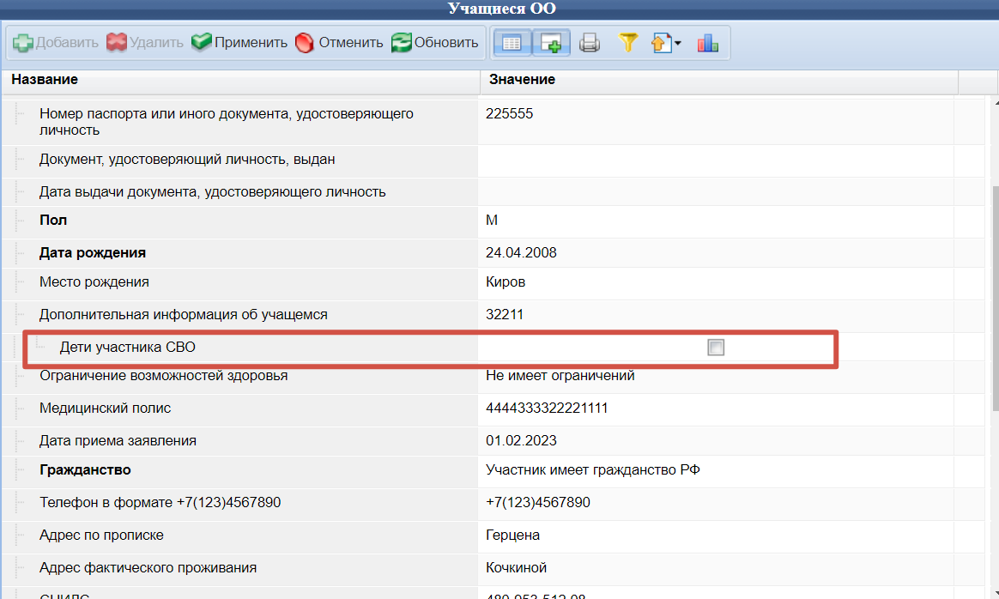 Учащиеся ОО
Добавить Удалить Применить Отменить Обновить
Название Значение
Номер паспорта или иного документа, удостоверяющего 225555
личность
Документ, удостоверяющий личность, выдан
Дата выдачи документа, удостоверяющего личность
Пол М
Дата рождения 24.04.2008
Место рождения Киров
Дополнительная информация об учащемся 32211
Дети участника СВО
Ограничение возможностей здоровья Не имеет ограничений
Медицинский полис 4444333322221111
Дата приема заявления 01.02.2023
Гражданство Участник имеет гражданство РФ
Телефон в формате +7(123)4567890 +7(123)4567890
Адрес по прописке Герцена
Адрес фактического проживания Кочкиной